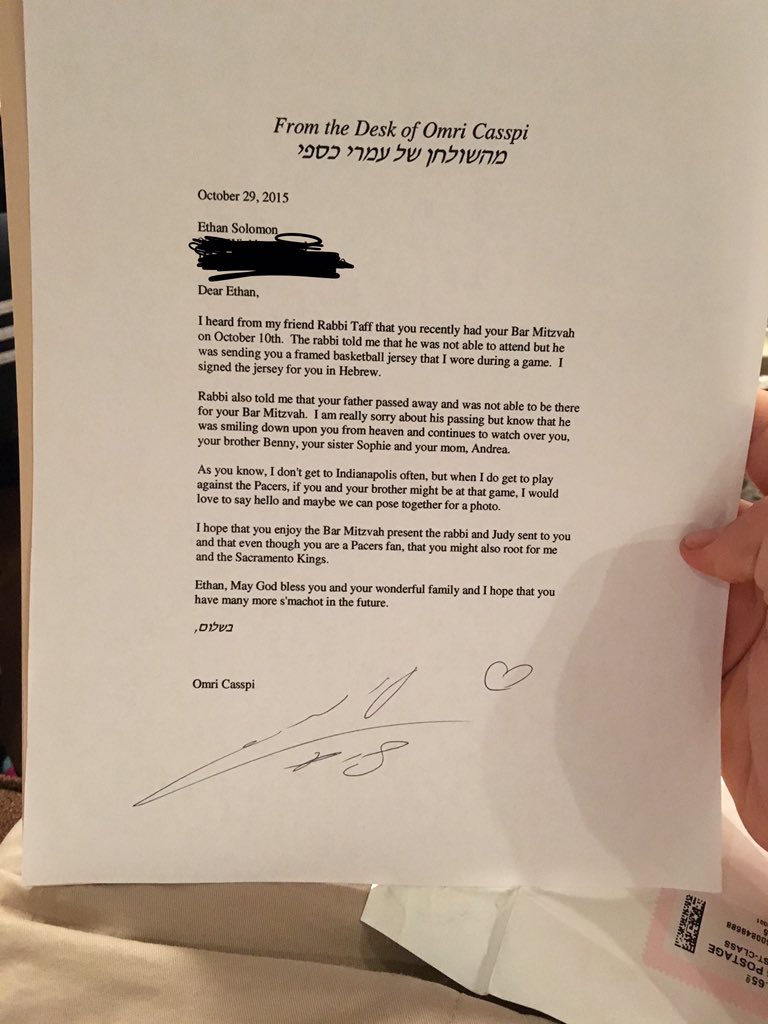 From the Desk of Omri Casspi
מהשולחן של עמרי כספי
October 29, 2015
Ethan Solomon
Dear Ethan,
I heard from my friend Rabbi Taff that you recently had your Bar Mitzvah
on October 10th. The rabbi told me that he was not able to attend but he
was sending you a framed basketball jersey that I wore during a game. I
signed the jersey for you in Hebrew.
Rabbi also told me that your father passed away and was not able to be there
for your Bar Mitzvah. I am really sorry about his passing but know that he
was smiling down upon you from heaven and continues to watch over you,
your brother Benny, your sister Sophie and your mom, Andrea.
As you know, I don't get to Indianapolis often, but when I do get to play
against the Pacers, if you and your brother might be at that game, I would
love to say hello and maybe we can pose together for a photo.
I hope that you enjoy the Bar Mitzvah present the rabbi and Judy sent to you
and that even though you are a Pacers fan, that you might also root for me
and the Sacramento Kings.
Ethan, May God bless you and your wonderful family and I hope that you
have many more s'machot in the future.
בשלום,
Omri Casspi
ST-CLASS
POSTAGE